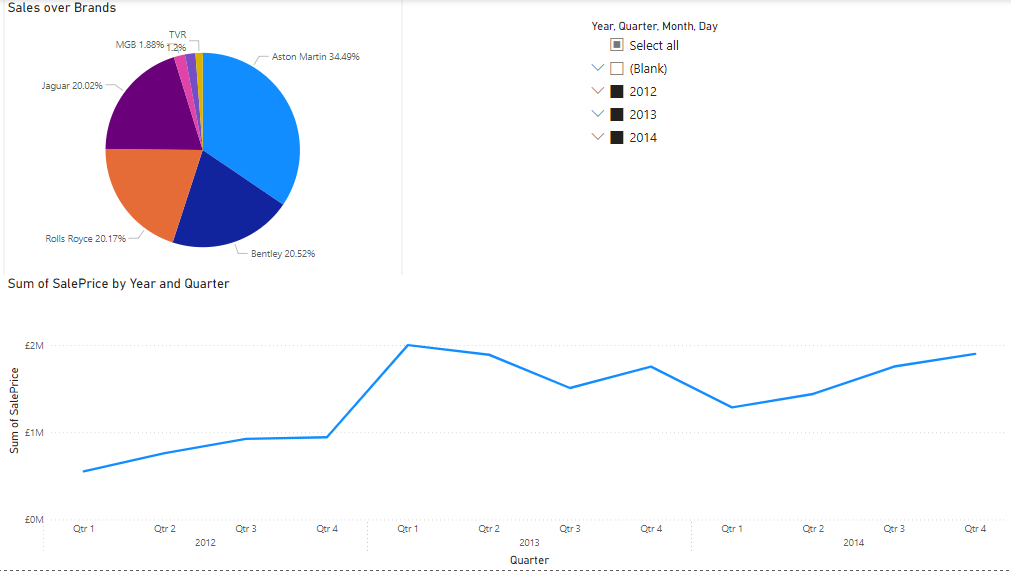 Sales over Brands
TVR
1.2%
MGB 1.88%
Aston Martin 34.49%
Jaguar 20.02%
Rolls Royce 20.17%
Bentley 20.52%
Year, Quarter, Month, Day
Select all
(Blank)
2012
2013
2014
Sum of SalePrice by Year and Quarter
Sum of SalePrice
£2M
£1M
£0M
Qtr 1 Qtr 2 Qtr 3 Qtr 4 Qtr 1 Qtr 2 Qtr 3 Qtr 4 Qtr 1 Qtr 2 Qtr 3 Qtr 4
2012 2013 2014
Quarter